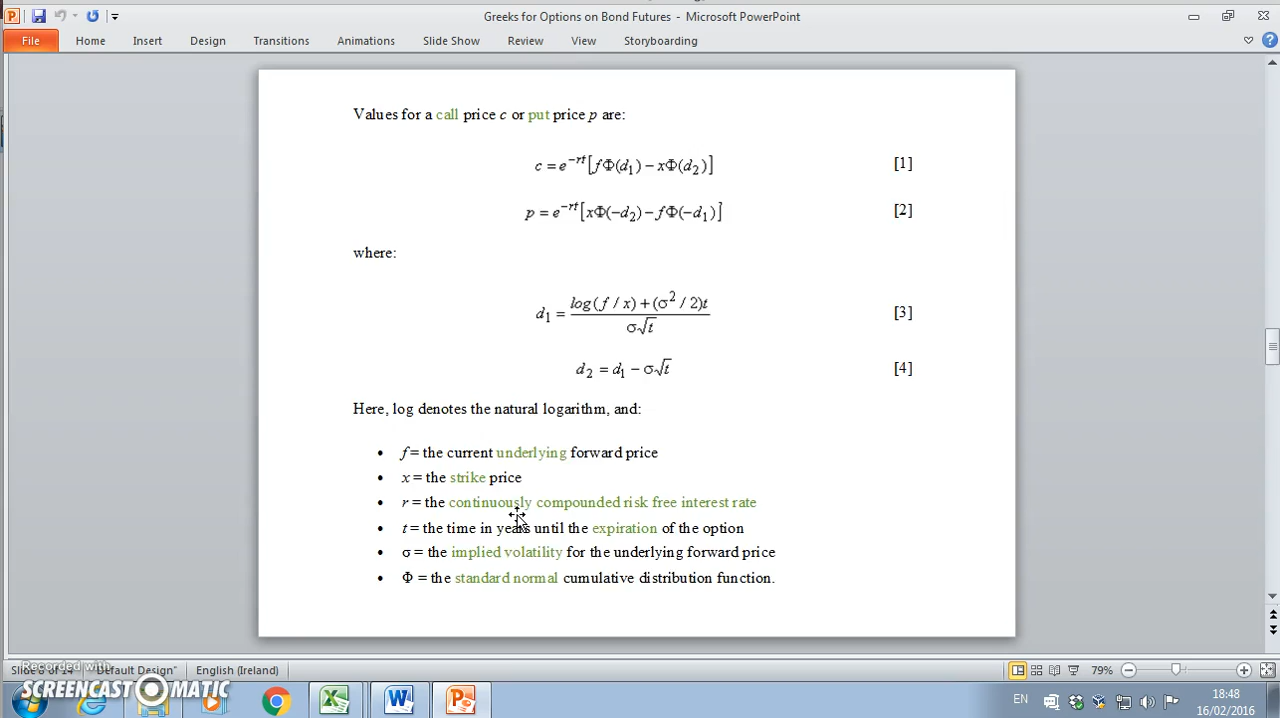 Greeks for Options on Bond Futures - Microsoft PowerPoint
File Home Insert Design Transitions Animations Slide Show Review View Storyboarding
Values for a call price c or put price p are:
c = e^{-rt}[fΦ(d₁) − xΦ(d₂)] [1]
p = e^{-rt}[xΦ(−d₂) − fΦ(−d₁)] [2]
where:
d₁ = \frac{log(f / x) + (σ² / 2)t}{σ√t} [3]
d₂ = d₁ − σ√t [4]
Here, log denotes the natural logarithm, and:
• f = the current underlying forward price
• x = the strike price
• r = the continuously compounded risk free interest rate
• t = the time in years until the expiration of the option
• σ = the implied volatility for the underlying forward price
• Φ = the standard normal cumulative distribution function.
Recorded with
SCREENCAST MATIC
"Default Design" English (Ireland) 79%
EN 18:48
16/02/2016